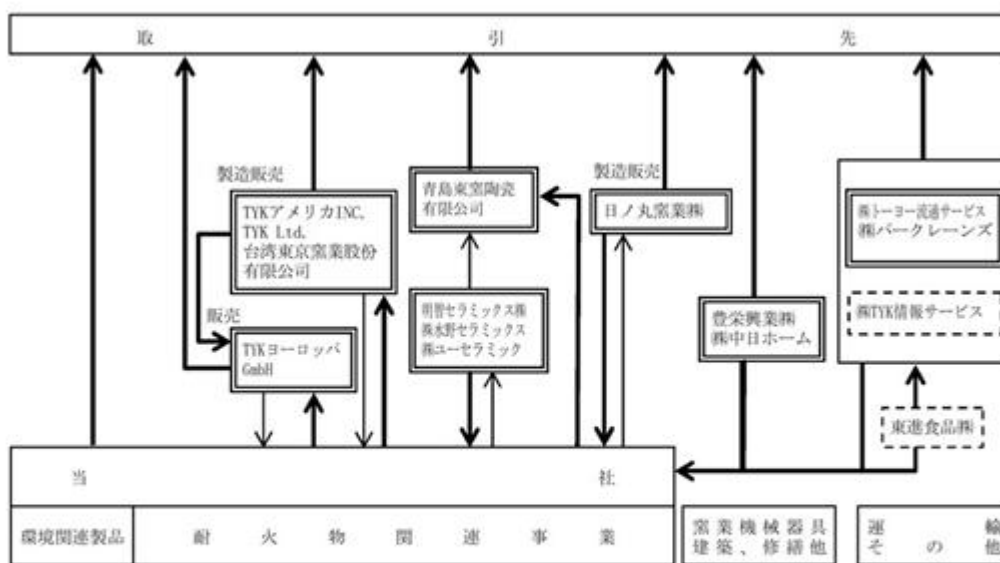 取 引 先
製造販売
TYKアメリカINC.
TYK Ltd.
台湾東京窯業股份
有限公司
販売
TYKヨーロッパ
GmbH
青島東窯陶瓷
有限公司
明智セラミックス㈱
㈱水野セラミックス
㈱ユーセラミック
製造販売
日ノ丸窯業㈱
豊栄興業㈱
㈱中日ホーム
㈱トーヨー流通サービス
㈱パークレーンズ
㈱TYK情報サービス
東進食品㈱
当 社
環境関連製品
耐 火 物 関 連 事 業
窯業機械器具
建築、修繕他
運 輸
そ の 他